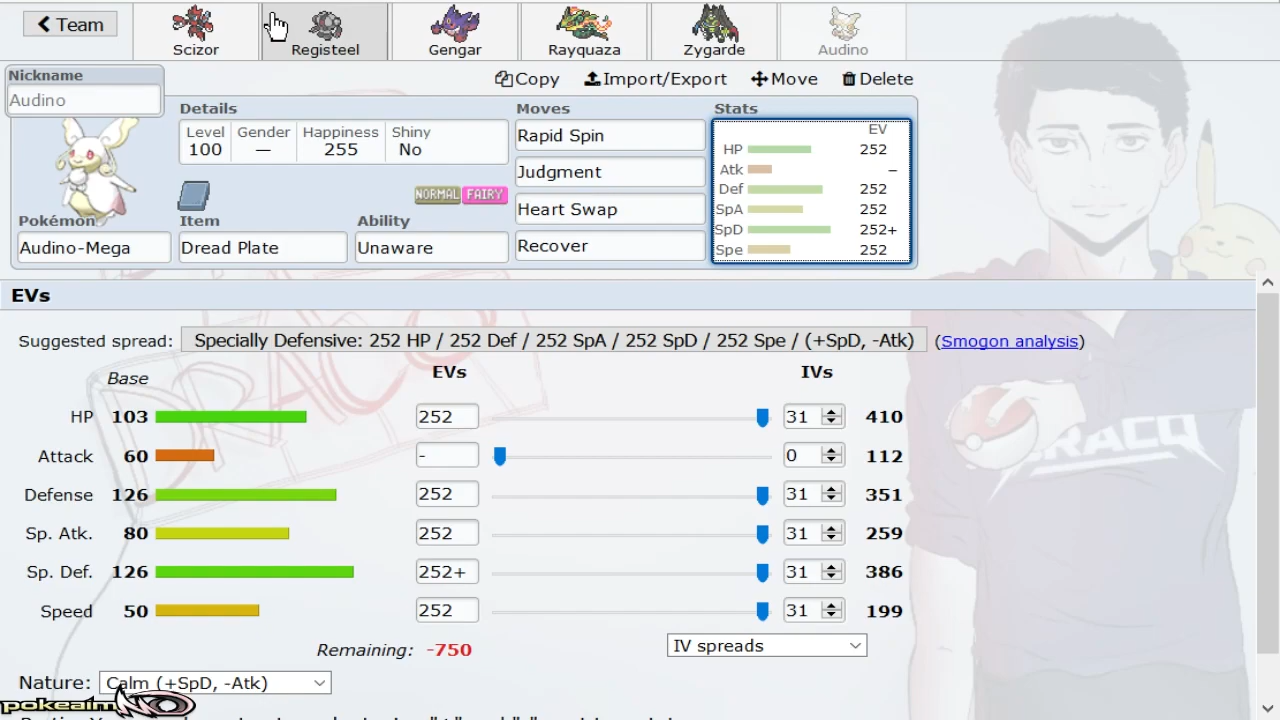 Team
Scizor
Registeel
Gengar
Rayquaza
Zygarde
Audino
Nickname
Audino
Copy
Import/Export
Move
Delete
Details
Level
100
Gender
—
Happiness
255
Shiny
No
NORMAL FAIRY
Pokémon
Audino-Mega
Item
Dread Plate
Ability
Unaware
Moves
Rapid Spin
Judgment
Heart Swap
Recover
Stats
EV
HP 252
Atk –
Def 252
SpA 252
SpD 252+
Spe 252
EVs
Suggested spread: Specially Defensive: 252 HP / 252 Def / 252 SpA / 252 SpD / 252 Spe / (+SpD, -Atk) (Smogon analysis)
Base EVs IVs
HP 103 252 31 410
Attack 60 - 0 112
Defense 126 252 31 351
Sp. Atk. 80 252 31 259
Sp. Def. 126 252+ 31 386
Speed 50 252 31 199
Remaining: -750
IV spreads
Nature: Calm (+SpD, -Atk)
pokeaimMD
DRACO